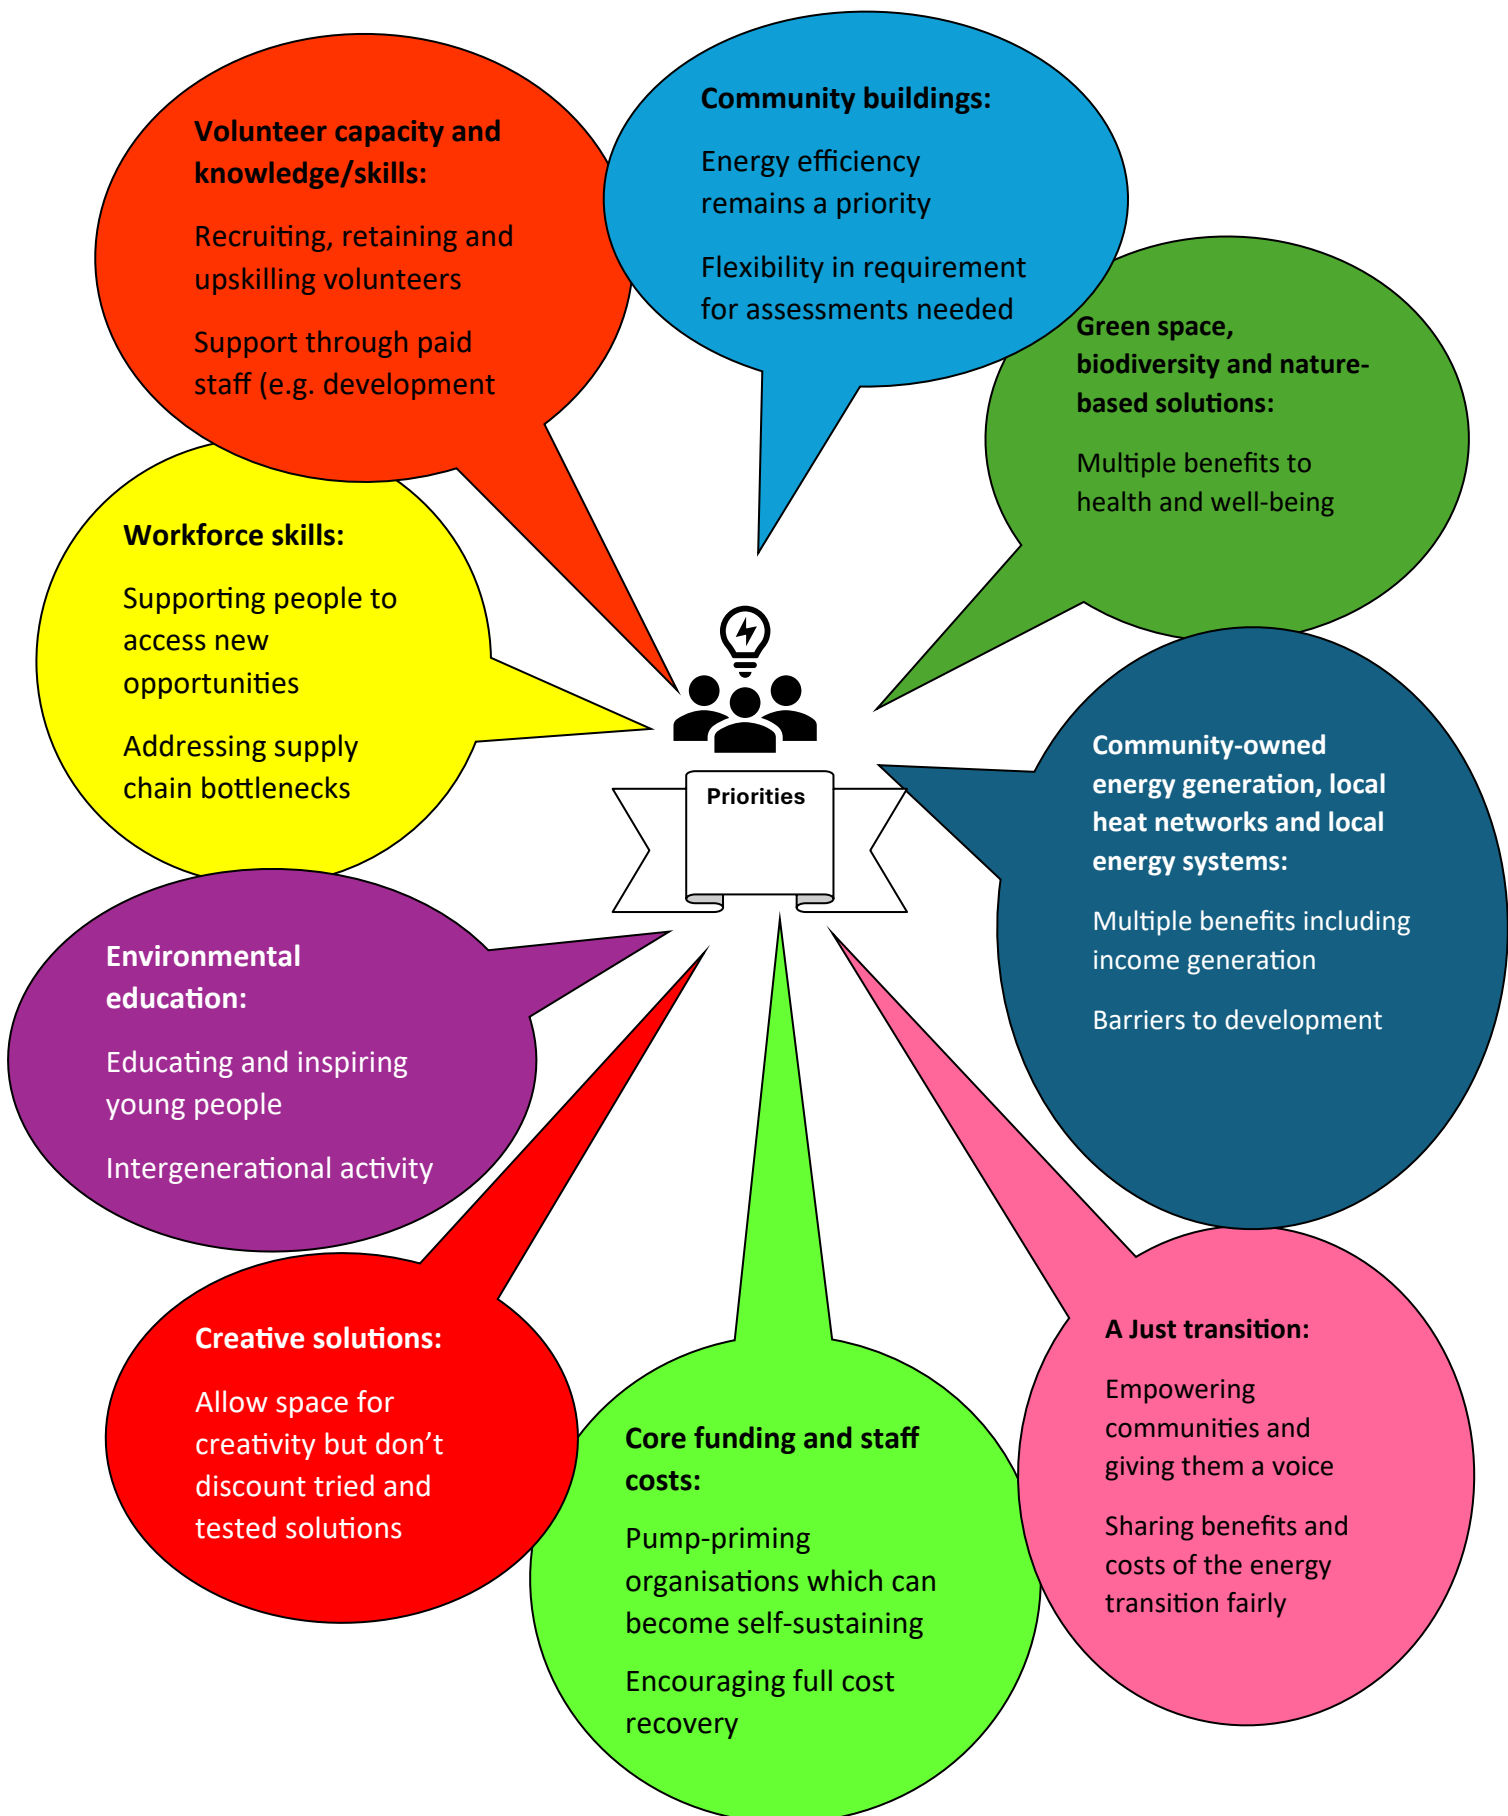 Volunteer capacity and
knowledge/skills:
Recruiting, retaining and
upskilling volunteers
Support through paid
staff (e.g. development
Community buildings:
Energy efficiency
remains a priority
Flexibility in requirement
for assessments needed
Green space,
biodiversity and nature-
based solutions:
Multiple benefits to
health and well-being
Workforce skills:
Supporting people to
access new
opportunities
Addressing supply
chain bottlenecks
Priorities
Community-owned
energy generation, local
heat networks and local
energy systems:
Multiple benefits including
income generation
Barriers to development
Environmental
education:
Educating and inspiring
young people
Intergenerational activity
Creative solutions:
Allow space for
creativity but don’t
discount tried and
tested solutions
Core funding and staff
costs:
Pump-priming
organisations which can
become self-sustaining
Encouraging full cost
recovery
A Just transition:
Empowering
communities and
giving them a voice
Sharing benefits and
costs of the energy
transition fairly